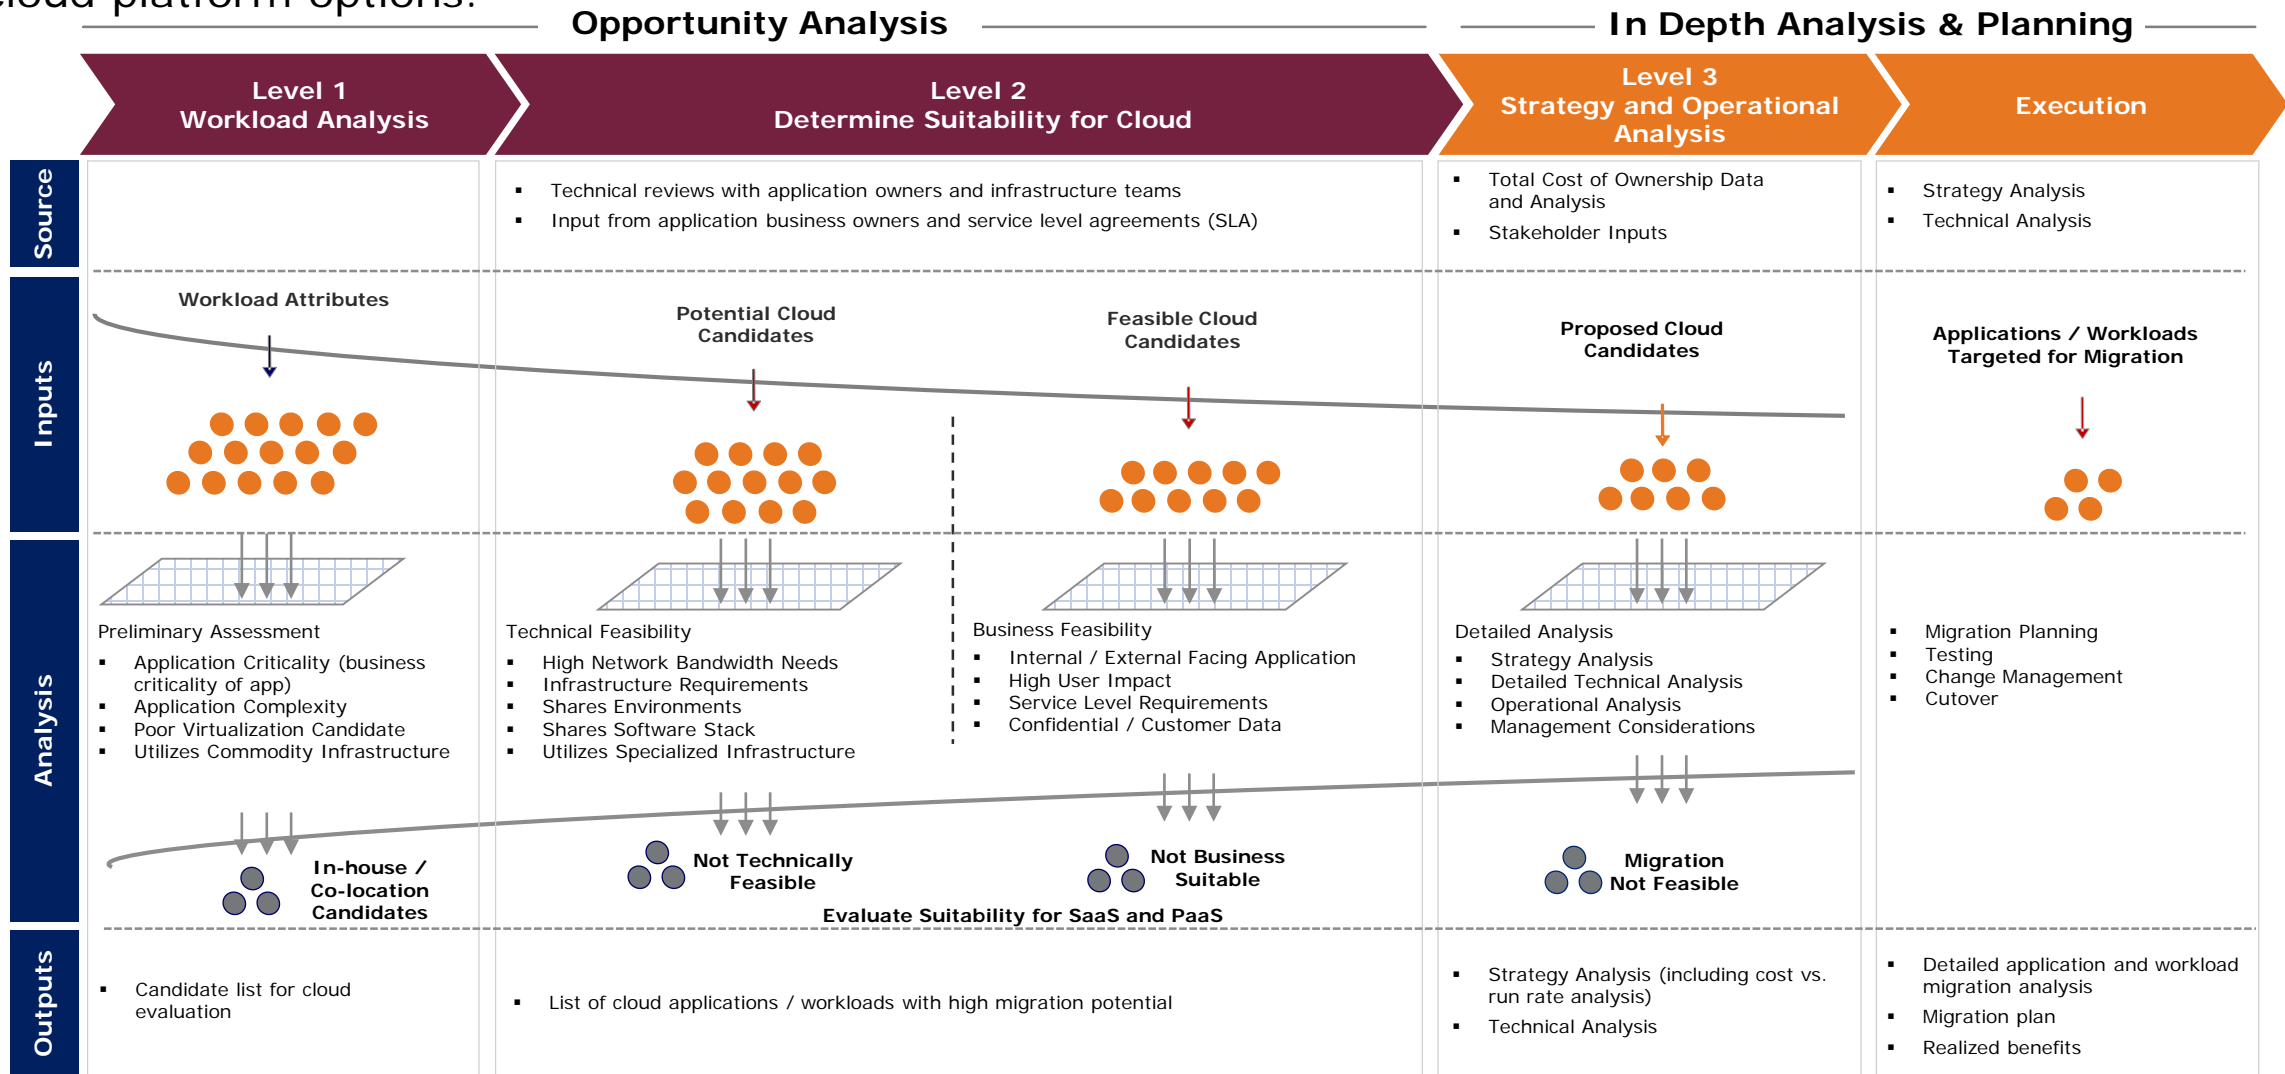 cloud platform options.
Opportunity Analysis
In Depth Analysis & Planning
Level 1
Workload Analysis
Level 2
Determine Suitability for Cloud
Level 3
Strategy and Operational
Analysis
Execution
Source
▪ Technical reviews with application owners and infrastructure teams
▪ Input from application business owners and service level agreements (SLA)
▪ Total Cost of Ownership Data
and Analysis
▪ Stakeholder Inputs
▪ Strategy Analysis
▪ Technical Analysis
Inputs
Workload Attributes
Potential Cloud
Candidates
Feasible Cloud
Candidates
Proposed Cloud
Candidates
Applications / Workloads
Targeted for Migration
Analysis
Preliminary Assessment
▪ Application Criticality (business
criticality of app)
▪ Application Complexity
▪ Poor Virtualization Candidate
▪ Utilizes Commodity Infrastructure
Technical Feasibility
▪ High Network Bandwidth Needs
▪ Infrastructure Requirements
▪ Shares Environments
▪ Shares Software Stack
▪ Utilizes Specialized Infrastructure
Business Feasibility
▪ Internal / External Facing Application
▪ High User Impact
▪ Service Level Requirements
▪ Confidential / Customer Data
Detailed Analysis
▪ Strategy Analysis
▪ Detailed Technical Analysis
▪ Operational Analysis
▪ Management Considerations
▪ Migration Planning
▪ Testing
▪ Change Management
▪ Cutover
In-house /
Co-location
Candidates
Not Technically
Feasible
Not Business
Suitable
Migration
Not Feasible
Evaluate Suitability for SaaS and PaaS
Outputs
▪ Candidate list for cloud
evaluation
▪ List of cloud applications / workloads with high migration potential
▪ Strategy Analysis (including cost vs.
run rate analysis)
▪ Technical Analysis
▪ Detailed application and workload
migration analysis
▪ Migration plan
▪ Realized benefits